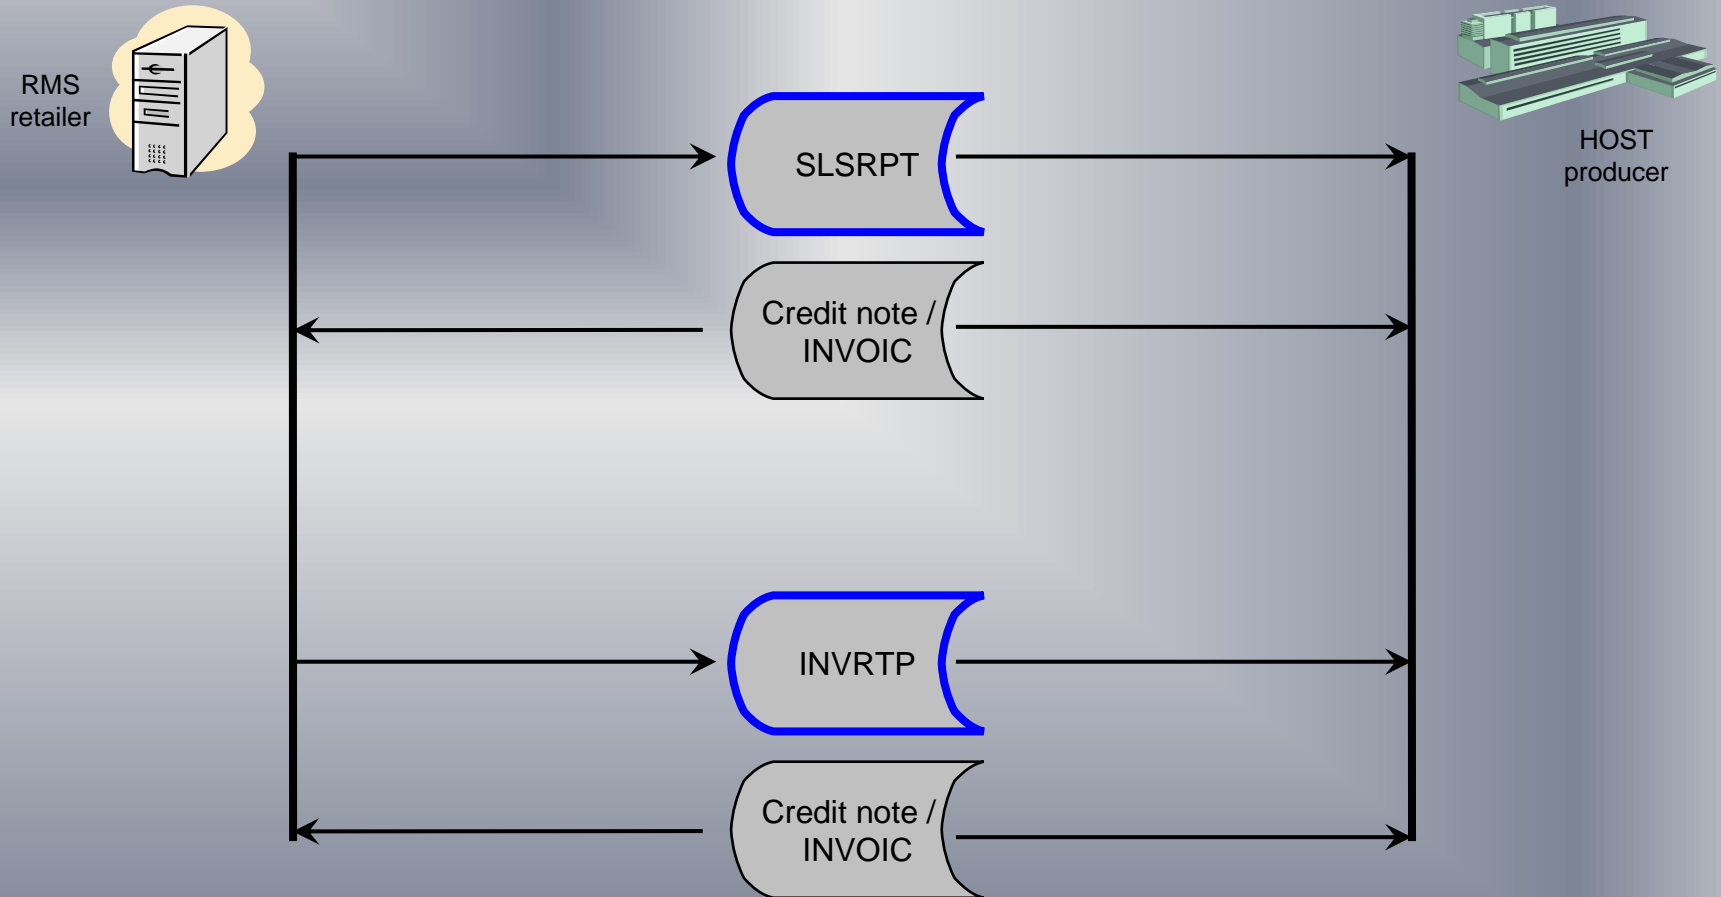 RMS
retailer
HOST
producer
SLSRPT
Credit note /
INVOIC
INVRTP
Credit note /
INVOIC